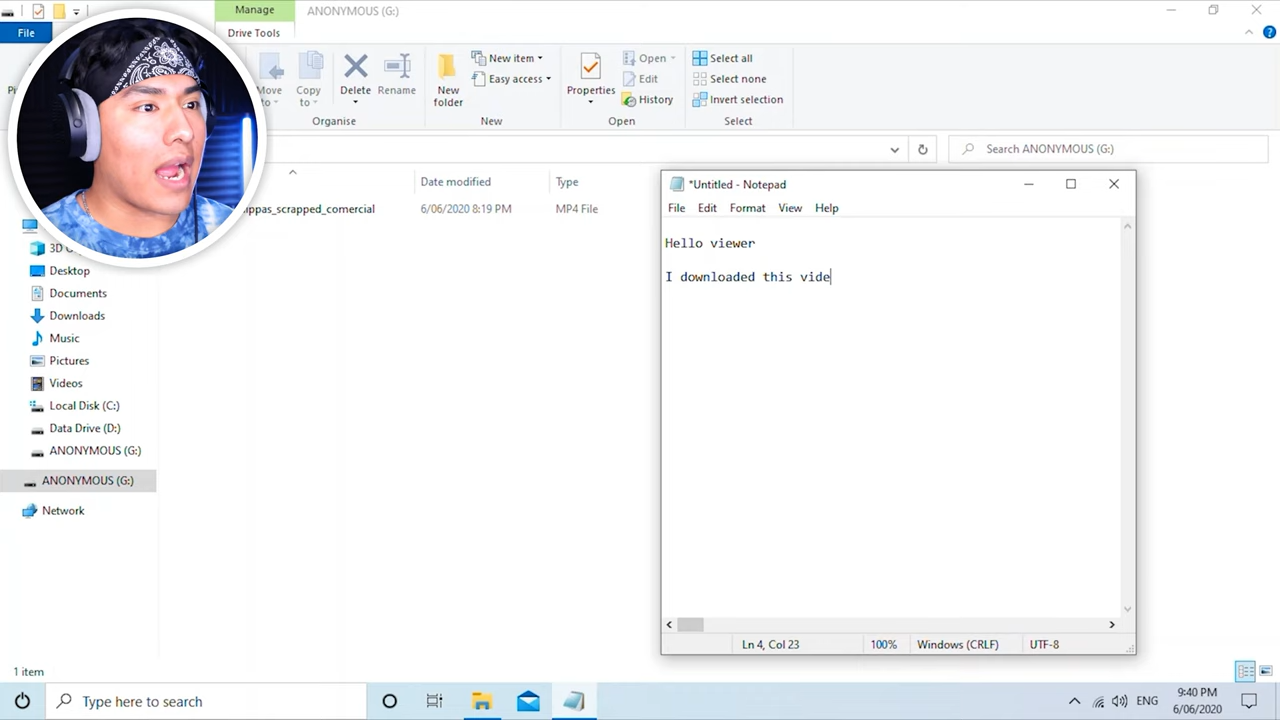 Manage
ANONYMOUS (G:)
File
Drive Tools
Move
to
Copy
to
Delete
Rename
New
folder
New item
Easy access
Properties
Open
Edit
History
Select all
Select none
Invert selection
Organise
New
Open
Select
Search ANONYMOUS (G:)
Date modified
Type
ippas_scrapped_comercial
6/06/2020 8:19 PM
MP4 File
3D O
Desktop
Documents
Downloads
Music
Pictures
Videos
Local Disk (C:)
Data Drive (D:)
ANONYMOUS (G:)
ANONYMOUS (G:)
Network
*Untitled - Notepad
File Edit Format View Help
Hello viewer
I downloaded this vide
Ln 4, Col 23
100%
Windows (CRLF)
UTF-8
1 item
Type here to search
ENG
9:40 PM
6/06/2020